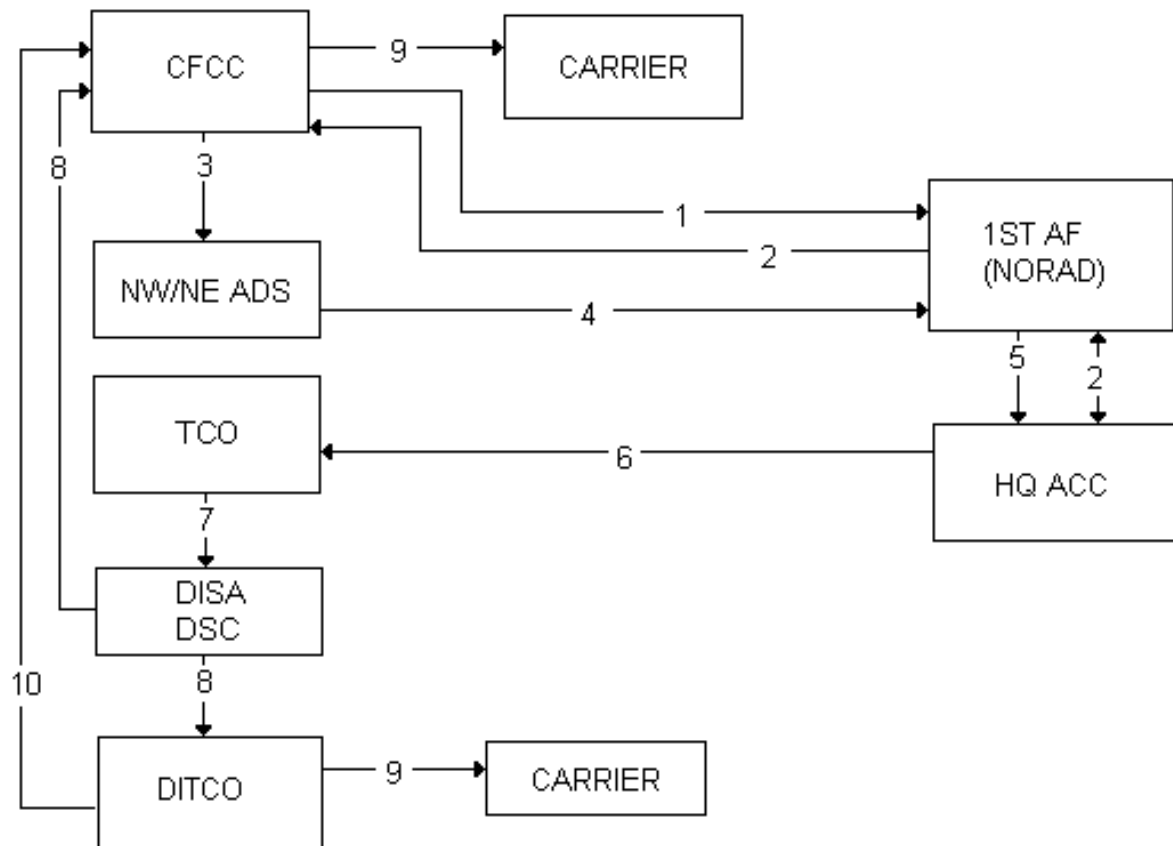 CFCC
9
CARRIER
8
3
1
1ST AF
(NORAD)
2
NW/NE ADS
4
5
2
TCO
6
HQ ACC
7
DISA
DSC
8
10
DITCO
9
CARRIER